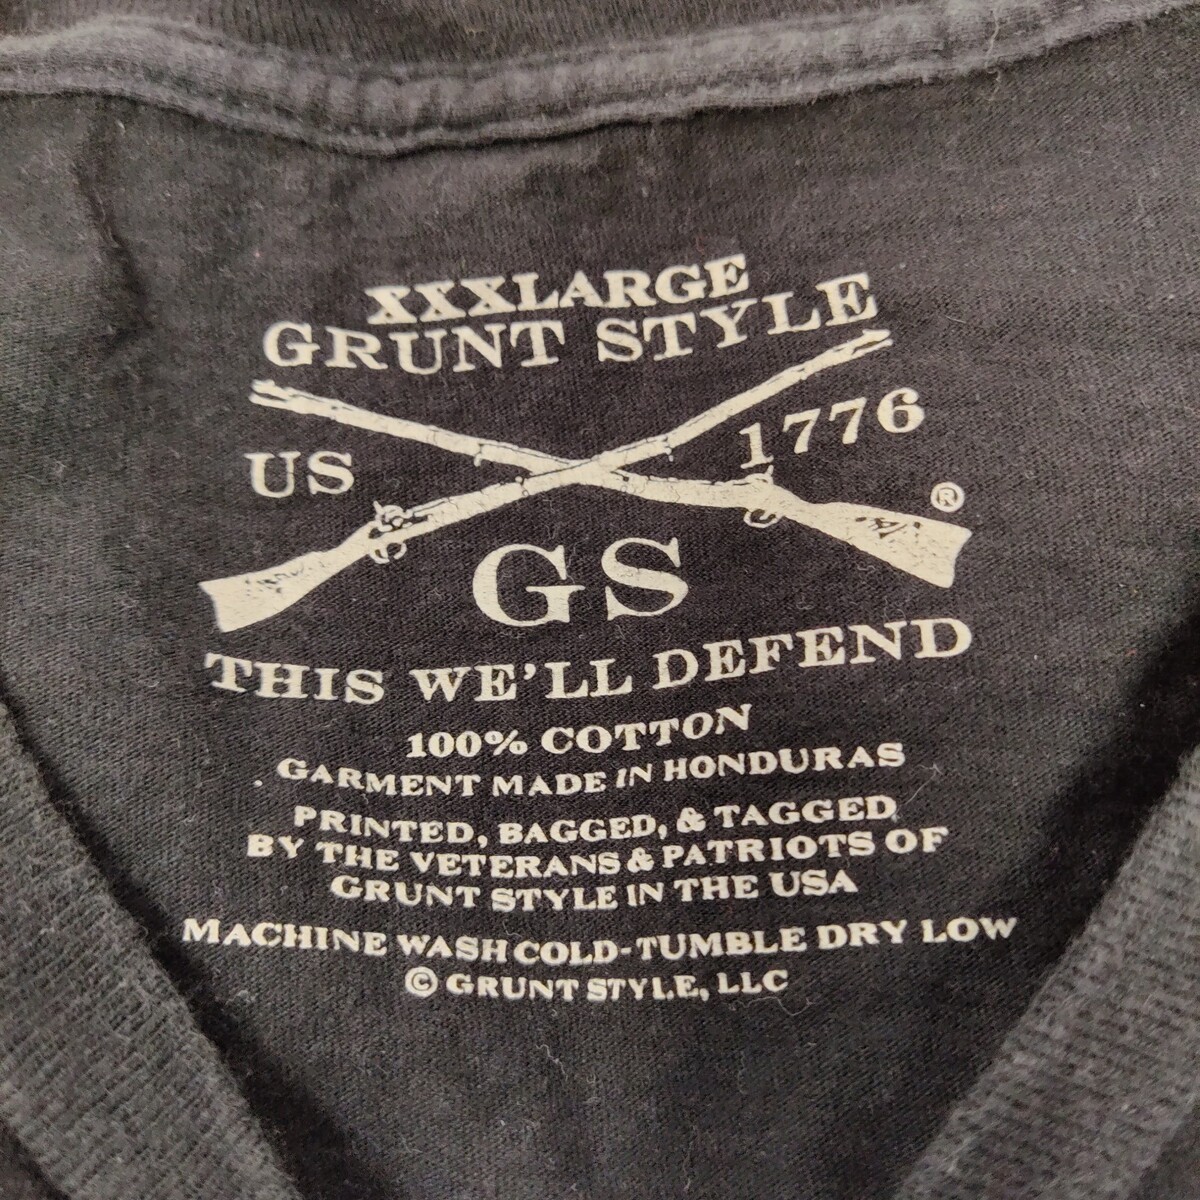 XXXLARGE
GRUNT STYLE
US 1776
®
GS
THIS WE'LL DEFEND
100% COTTON
GARMENT MADE IN HONDURAS
PRINTED, BAGGED, & TAGGED
BY THE VETERANS & PATRIOTS OF
GRUNT STYLE IN THE USA
MACHINE WASH COLD-TUMBLE DRY LOW
© GRUNT STYLE, LLC